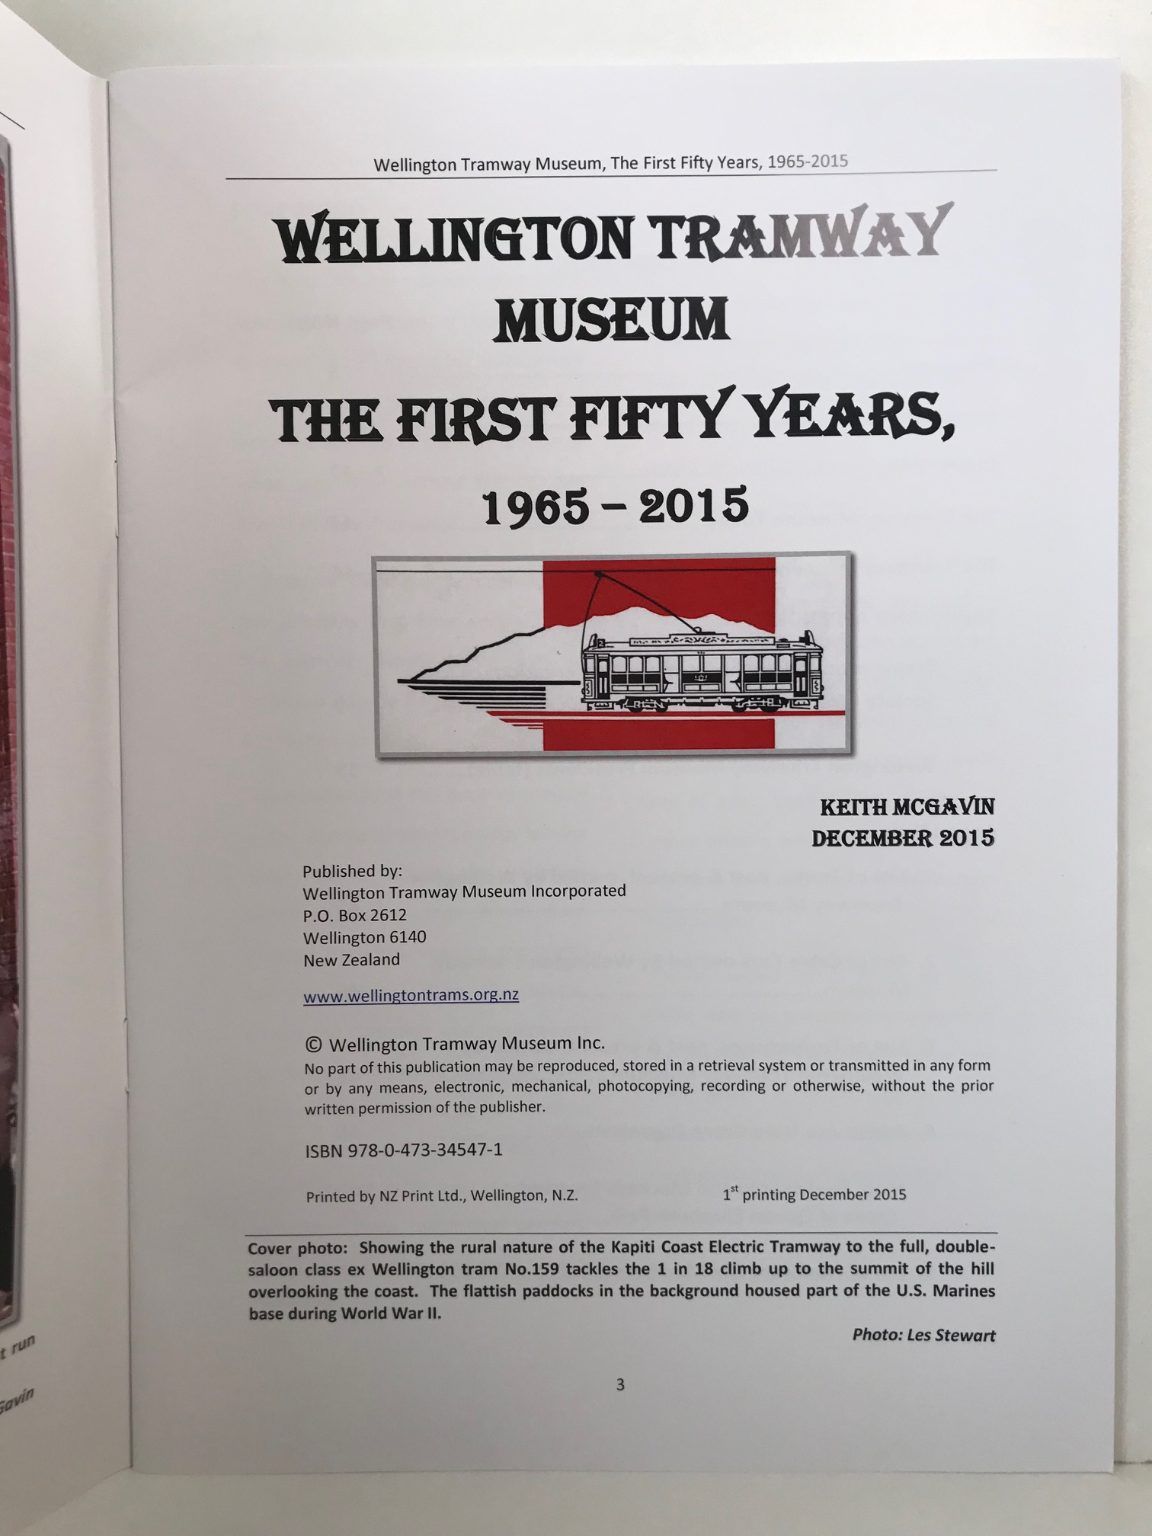 Wellington Tramway Museum, The First Fifty Years, 1965-2015
WELLINGTON TRAMWAY
MUSEUM
THE FIRST FIFTY YEARS,
1965 – 2015
KEITH MCGAVIN
DECEMBER 2015
Published by:
Wellington Tramway Museum Incorporated
P.O. Box 2612
Wellington 6140
New Zealand
www.wellingtontrams.org.nz
© Wellington Tramway Museum Inc.
No part of this publication may be reproduced, stored in a retrieval system or transmitted in any form
or by any means, electronic, mechanical, photocopying, recording or otherwise, without the prior
written permission of the publisher.
ISBN 978-0-473-34547-1
Printed by NZ Print Ltd., Wellington, N.Z. 1st printing December 2015
Cover photo: Showing the rural nature of the Kapiti Coast Electric Tramway to the full, double-
saloon class ex Wellington tram No.159 tackles the 1 in 18 climb up to the summit of the hill
overlooking the coast. The flattish paddocks in the background housed part of the U.S. Marines
base during World War II.
Photo: Les Stewart
3
t run
Gavin